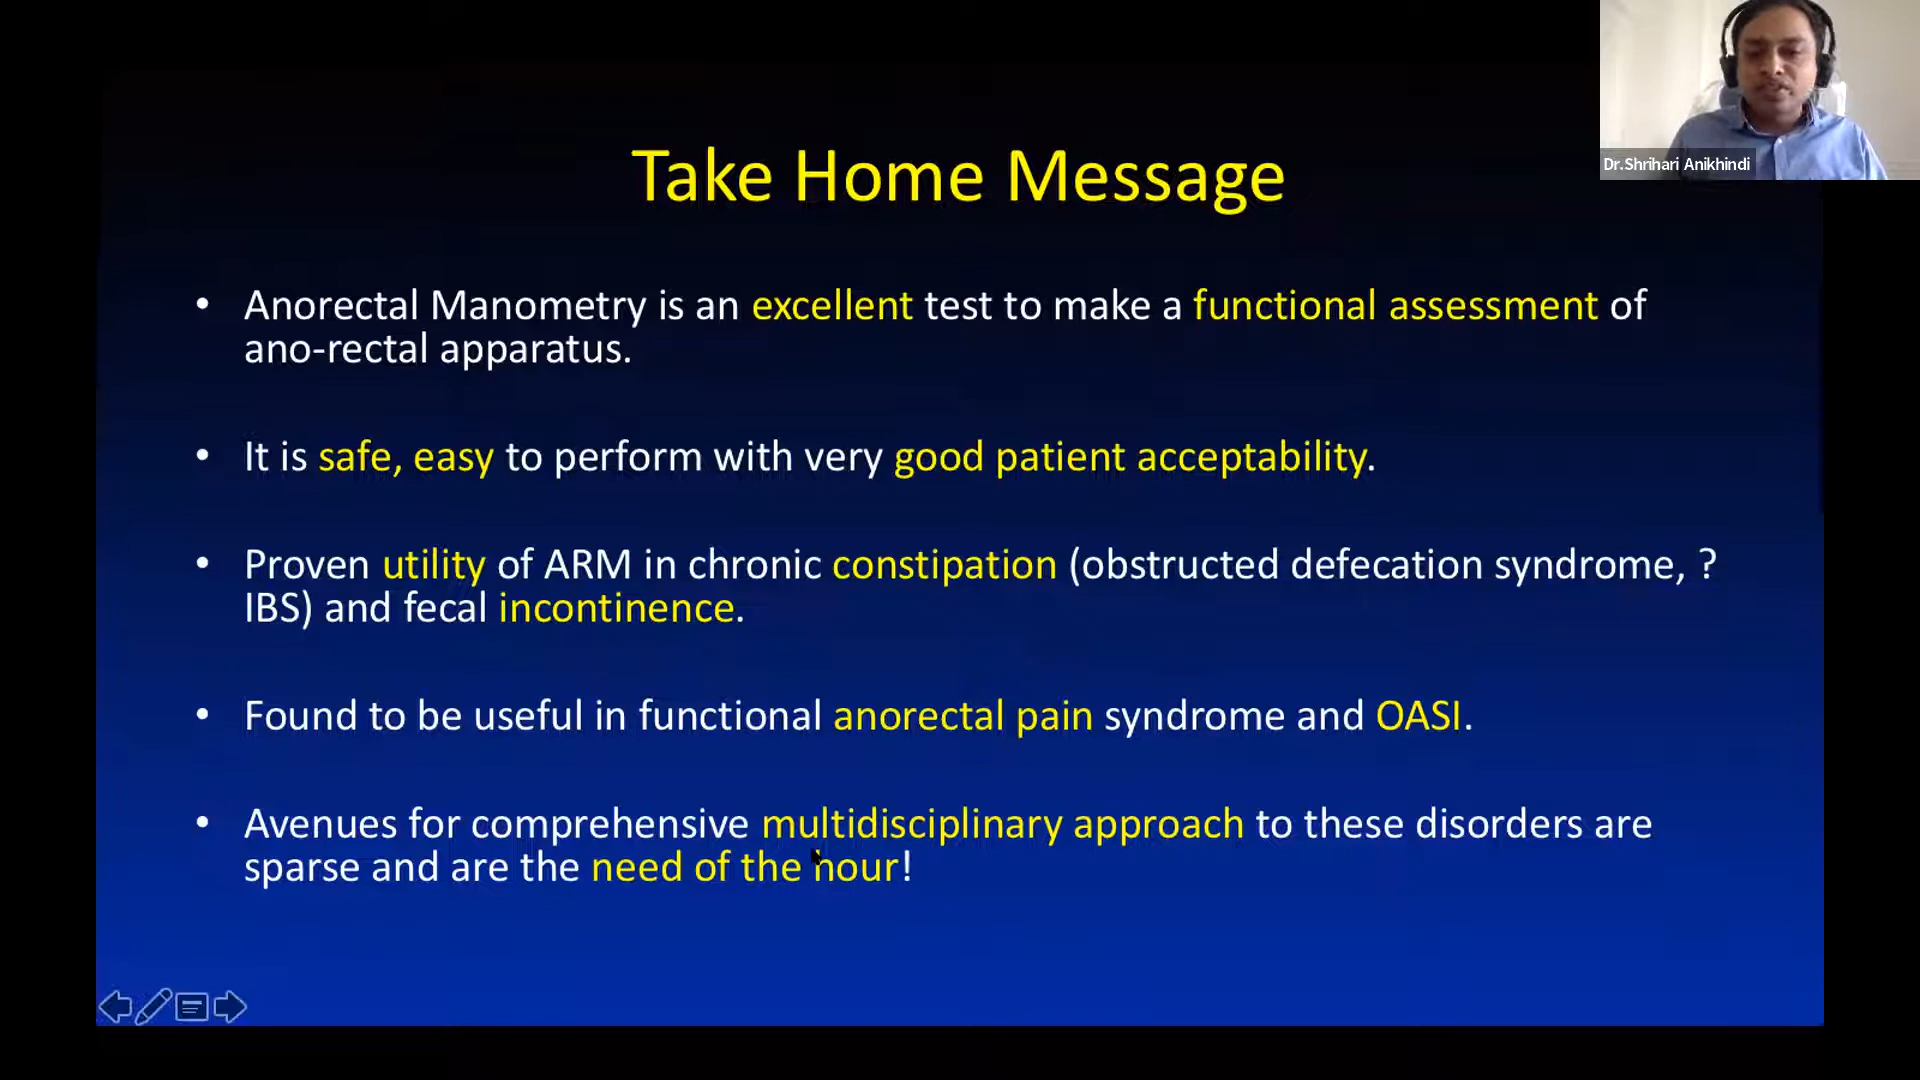 Take Home Message
Dr.Shrihari Anikhindi
• Anorectal Manometry is an excellent test to make a functional assessment of
ano-rectal apparatus.
• It is safe, easy to perform with very good patient acceptability.
• Proven utility of ARM in chronic constipation (obstructed defecation syndrome, ?
IBS) and fecal incontinence.
• Found to be useful in functional anorectal pain syndrome and OASI.
• Avenues for comprehensive multidisciplinary approach to these disorders are
sparse and are the need of the hour!